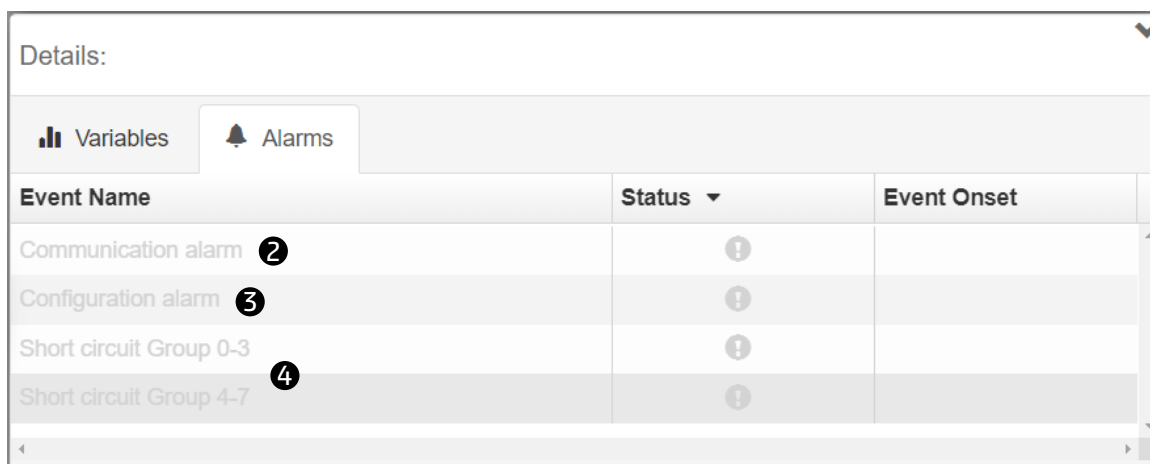 Details:
Variables Alarms
Event Name Status Event Onset
Communication alarm 2
Configuration alarm 3
Short circuit Group 0-3
4
Short circuit Group 4-7